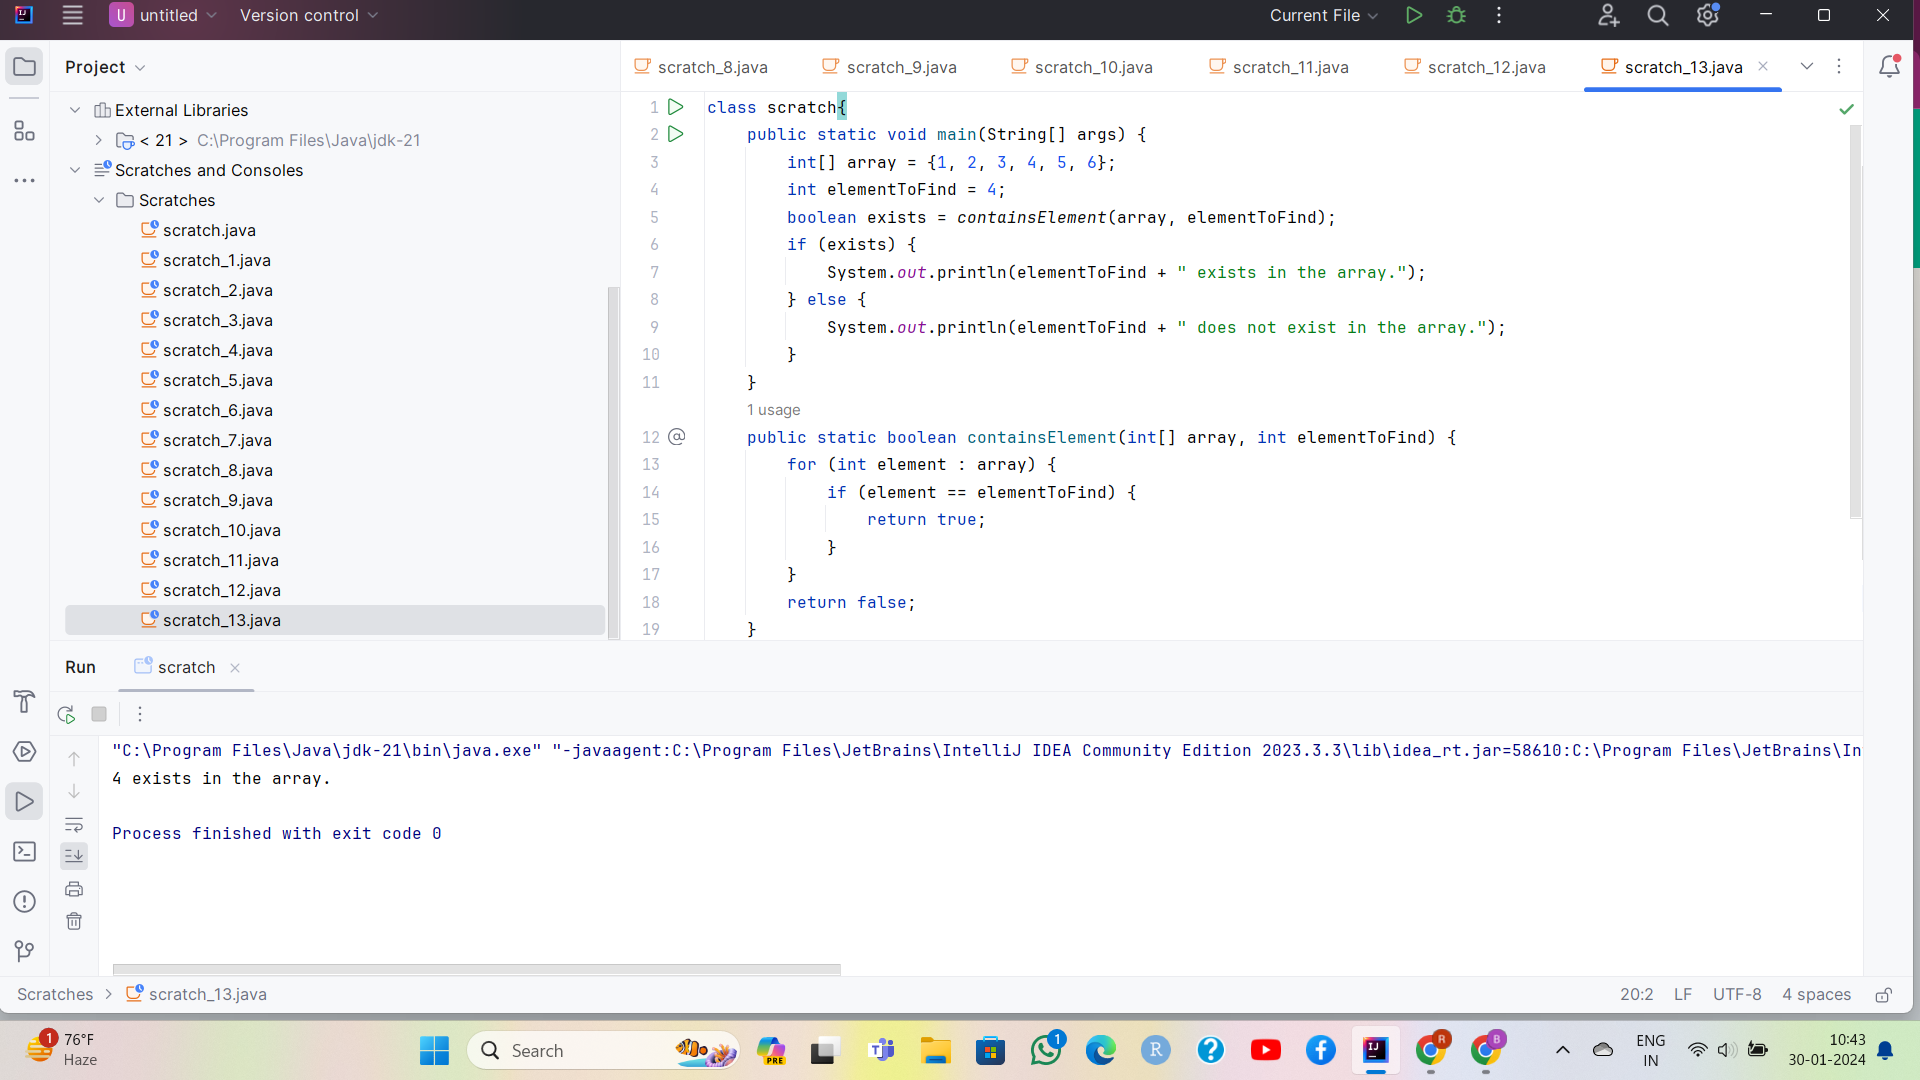 U untitled Version control Current File
Project
scratch_8.java scratch_9.java scratch_10.java scratch_11.java scratch_12.java scratch_13.java
External Libraries
< 21 > C:\Program Files\Java\jdk-21
Scratches and Consoles
Scratches
scratch.java
scratch_1.java
scratch_2.java
scratch_3.java
scratch_4.java
scratch_5.java
scratch_6.java
scratch_7.java
scratch_8.java
scratch_9.java
scratch_10.java
scratch_11.java
scratch_12.java
scratch_13.java
1 class scratch{
2 public static void main(String[] args) {
3 int[] array = {1, 2, 3, 4, 5, 6};
4 int elementToFind = 4;
5 boolean exists = containsElement(array, elementToFind);
6 if (exists) {
7 System.out.println(elementToFind + " exists in the array.");
8 } else {
9 System.out.println(elementToFind + " does not exist in the array.");
10 }
11 }
1 usage
12 @ public static boolean containsElement(int[] array, int elementToFind) {
13 for (int element : array) {
14 if (element == elementToFind) {
15 return true;
16 }
17 }
18 return false;
19 }
Run scratch
"C:\Program Files\Java\jdk-21\bin\java.exe" "-javaagent:C:\Program Files\JetBrains\IntelliJ IDEA Community Edition 2023.3.3\lib\idea_rt.jar=58610:C:\Program Files\JetBrains\In
4 exists in the array.
Process finished with exit code 0
Scratches > scratch_13.java 20:2 LF UTF-8 4 spaces
1 76°F
Haze
Search
PRE
1
R
IJ
R
B
ENG
IN
10:43
30-01-2024